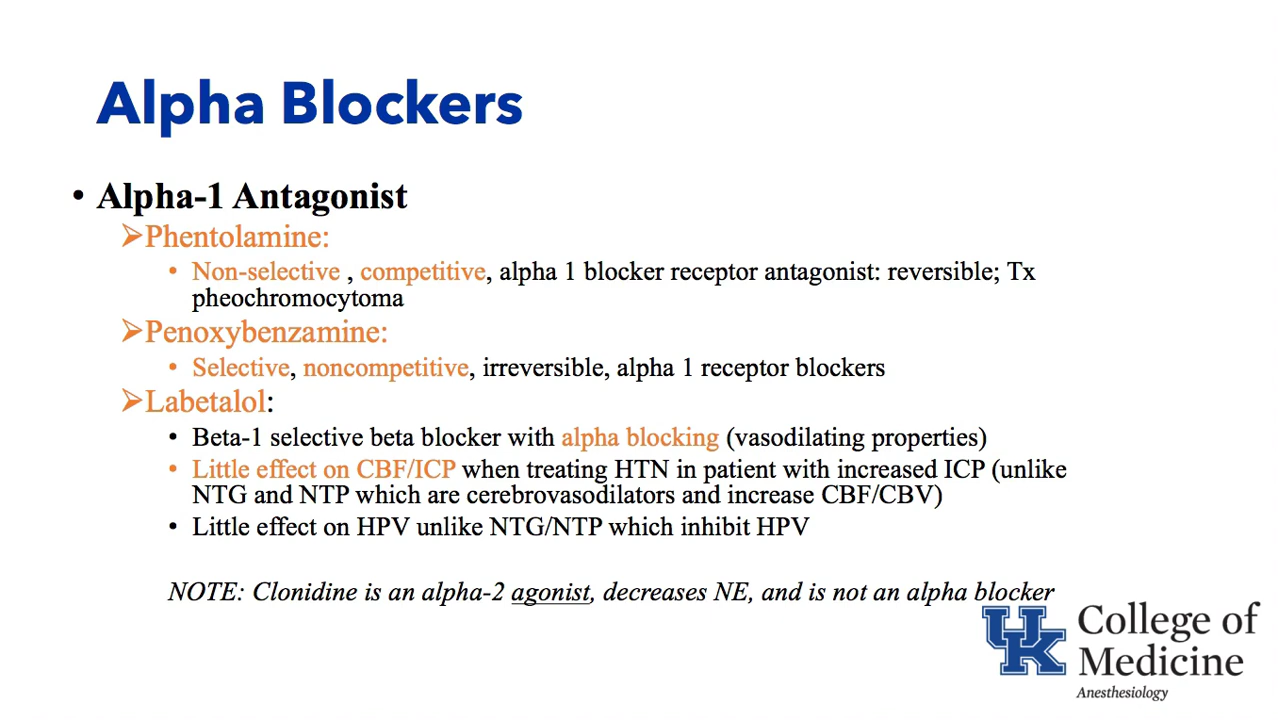 Alpha Blockers
• Alpha-1 Antagonist
➢Phentolamine:
• Non-selective , competitive, alpha 1 blocker receptor antagonist: reversible; Tx
pheochromocytoma
➢Penoxybenzamine:
• Selective, noncompetitive, irreversible, alpha 1 receptor blockers
➢Labetalol:
• Beta-1 selective beta blocker with alpha blocking (vasodilating properties)
• Little effect on CBF/ICP when treating HTN in patient with increased ICP (unlike
NTG and NTP which are cerebrovasodilators and increase CBF/CBV)
• Little effect on HPV unlike NTG/NTP which inhibit HPV
NOTE: Clonidine is an alpha-2 agonist, decreases NE, and is not an alpha blocker
UK College of
Medicine
Anesthesiology